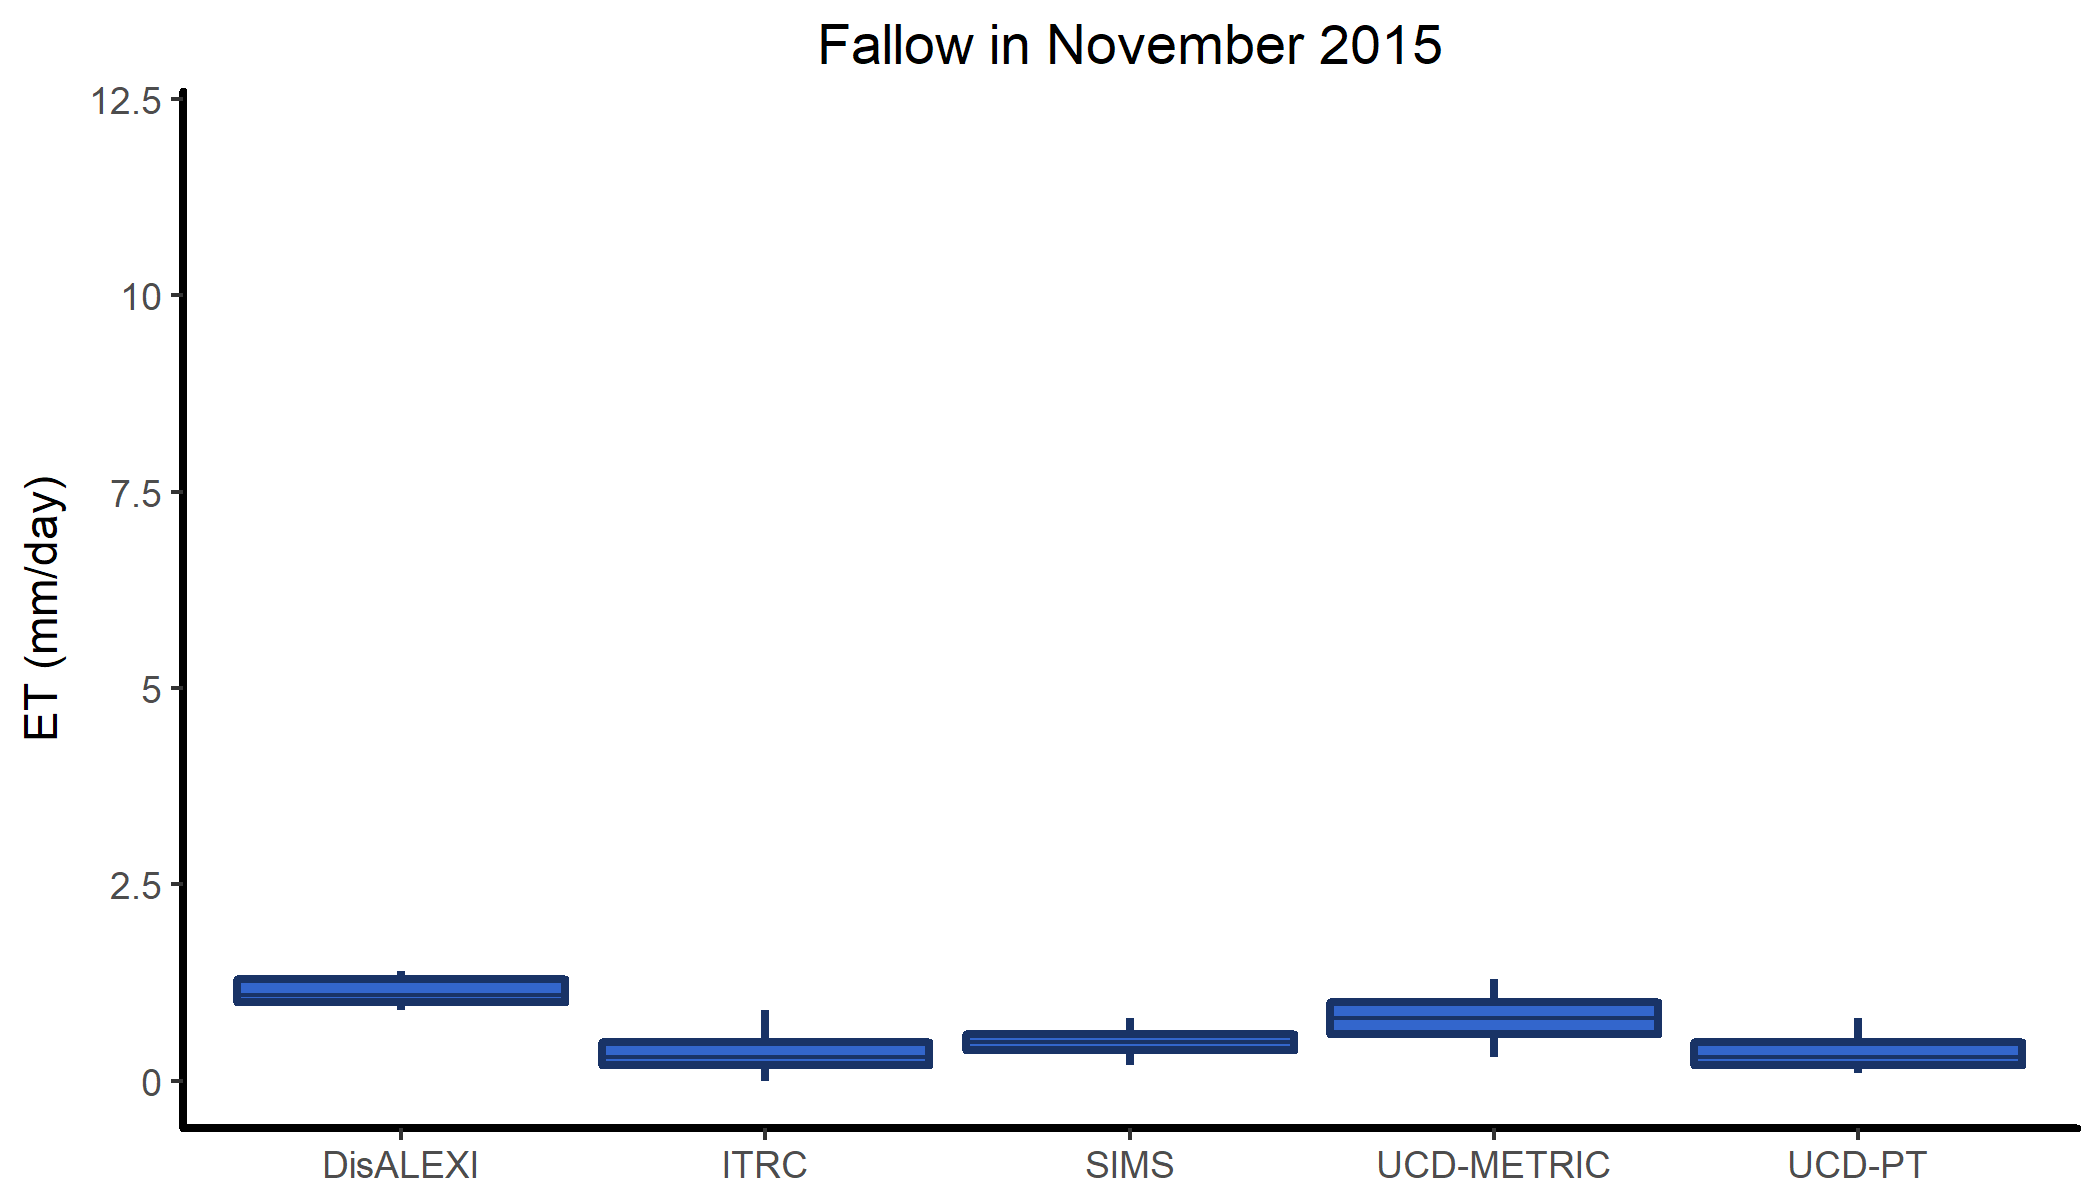 Fallow in November 2015
12.5
10
7.5
5
2.5
0
ET (mm/day)
DisALEXI ITRC SIMS UCD-METRIC UCD-PT